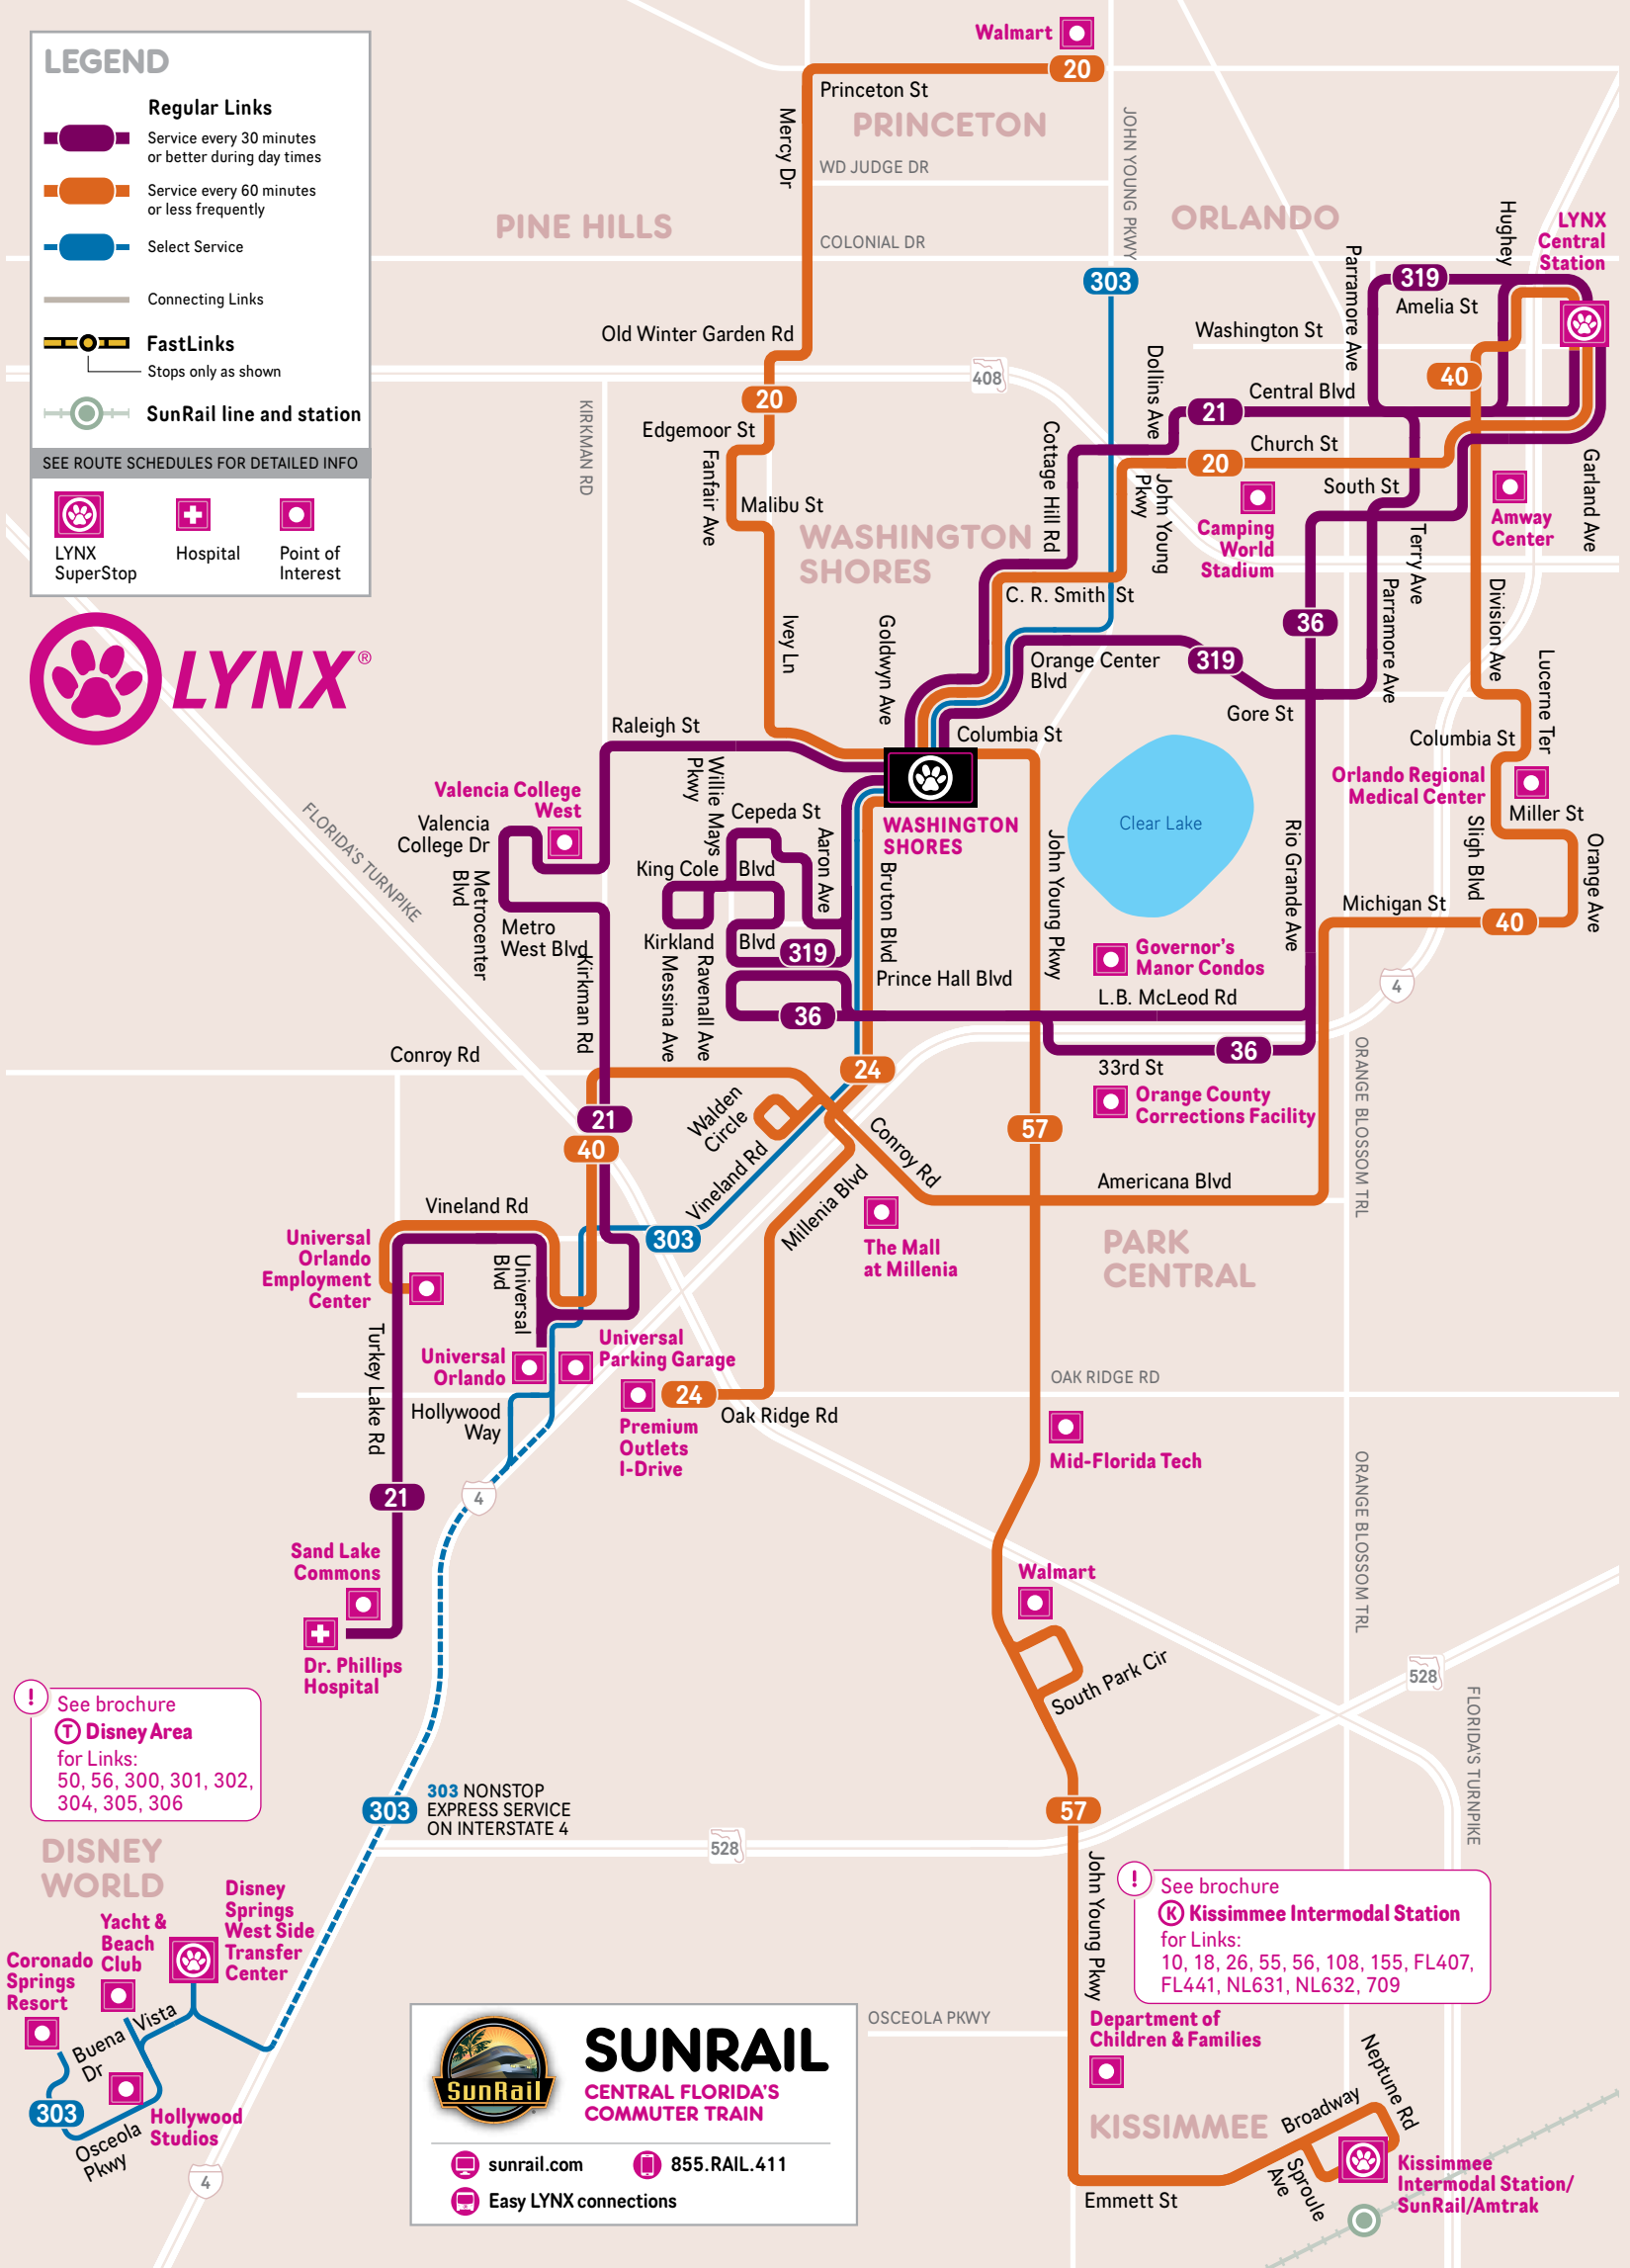 LEGEND
Regular Links
Service every 30 minutes
or better during day times
Service every 60 minutes
or less frequently
Select Service
Connecting Links
FastLinks
Stops only as shown
SunRail line and station
SEE ROUTE SCHEDULES FOR DETAILED INFO
LYNX
SuperStop
Hospital
Point of
Interest
LYNX®
Walmart
20
Princeton St
PRINCETON
Mercy Dr
JOHN YOUNG PKWY
WD JUDGE DR
PINE HILLS
ORLANDO
COLONIAL DR
Hughey
LYNX
Central
Station
Parramore Ave
319
Amelia St
303
Washington St
Old Winter Garden Rd
408
Dollins Ave
40
Central Blvd
20
21
KIRKMAN RD
Edgemoor St
Cottage Hill Rd
Church St
20
Fanfair Ave
John Young
Pkwy
South St
Garland Ave
Malibu St
Camping
World
Stadium
Amway
Center
WASHINGTON
SHORES
Terry Ave
C. R. Smith St
Parramore Ave
Division Ave
Ivey Ln
Goldwyn Ave
36
Orange Center
Blvd
319
Lucerne Ter
Gore St
Raleigh St
Columbia St
Columbia St
Willie Mays
Pkwy
Valencia College
West
Orlando Regional
Medical Center
Valencia
College Dr
Cepeda St
WASHINGTON
SHORES
Clear Lake
Miller St
FLORIDA'S TURNPIKE
King Cole Blvd
Aaron Ave
Bruton Blvd
John Young Pkwy
Rio Grande Ave
Sligh Blvd
Orange Ave
Metrocenter
Blvd
Michigan St
40
Metro
West Blvd
Kirkland Blvd
319
Governor's
Manor Condos
Kirkman Rd
Messina Ave
Ravenall Ave
Prince Hall Blvd
4
L.B. McLeod Rd
36
Conroy Rd
36
33rd St
24
ORANGE BLOSSOM TRL
Orange County
Corrections Facility
21
Walden
Circle
57
40
Conroy Rd
Vineland Rd
Millenia Blvd
Americana Blvd
Vineland Rd
Universal
Orlando
Employment
Center
303
Universal
Blvd
The Mall
at Millenia
PARK
CENTRAL
Turkey Lake Rd
Universal
Orlando
Universal
Parking Garage
OAK RIDGE RD
24
Oak Ridge Rd
Hollywood
Way
Premium
Outlets
I-Drive
Mid-Florida Tech
ORANGE BLOSSOM TRL
21
4
Sand Lake
Commons
Walmart
Dr. Phillips
Hospital
South Park Cir
528
FLORIDA'S TURNPIKE
!
See brochure
T Disney Area
for Links:
50, 56, 300, 301, 302,
304, 305, 306
303
303 NONSTOP
EXPRESS SERVICE
ON INTERSTATE 4
57
528
DISNEY
WORLD
John Young Pkwy
!
See brochure
K Kissimmee Intermodal Station
for Links:
10, 18, 26, 55, 56, 108, 155, FL407,
FL441, NL631, NL632, 709
Disney
Springs
West Side
Transfer
Center
Yacht &
Beach
Club
Coronado
Springs
Resort
Buena Vista
Dr
303
Hollywood
Studios
Osceola
Pkwy
4
OSCEOLA PKWY
Department of
Children & Families
SunRail
SUNRAIL
CENTRAL FLORIDA'S
COMMUTER TRAIN
sunrail.com
855.RAIL.411
Easy LYNX connections
KISSIMMEE
Broadway
Neptune Rd
Sproule
Ave
Emmett St
Kissimmee
Intermodal Station/
SunRail/Amtrak